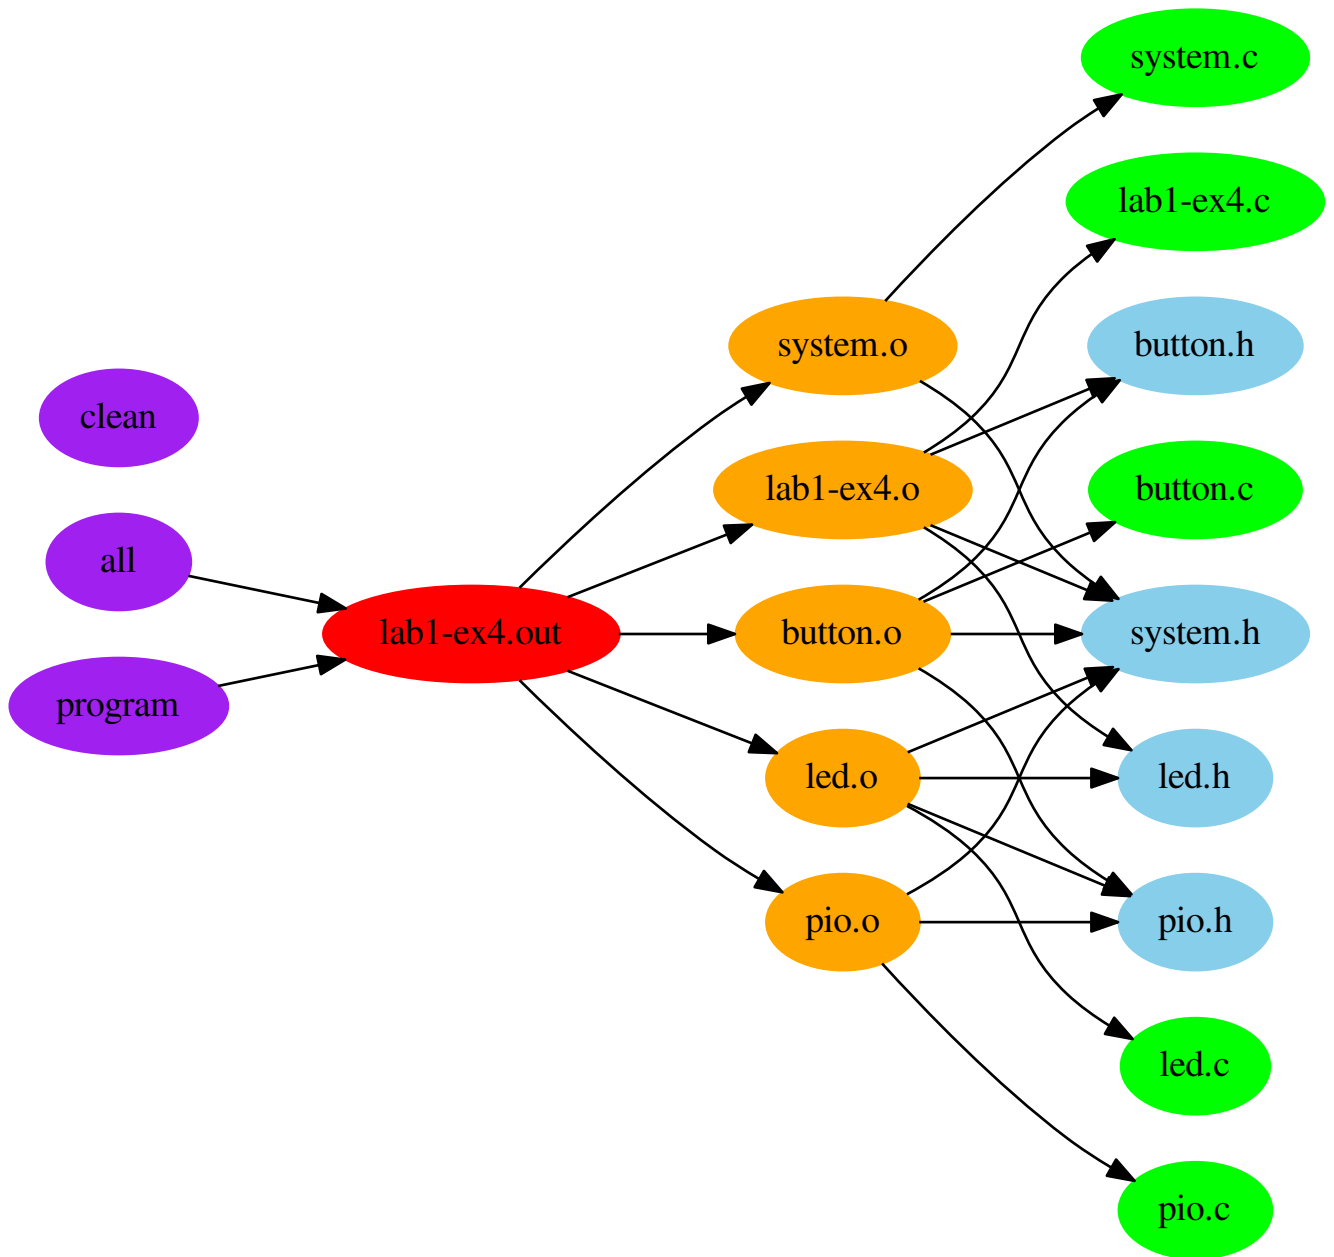 clean
all
program
lab1-ex4.out
system.o
lab1-ex4.o
button.o
led.o
pio.o
system.c
lab1-ex4.c
button.h
button.c
system.h
led.h
pio.h
led.c
pio.c